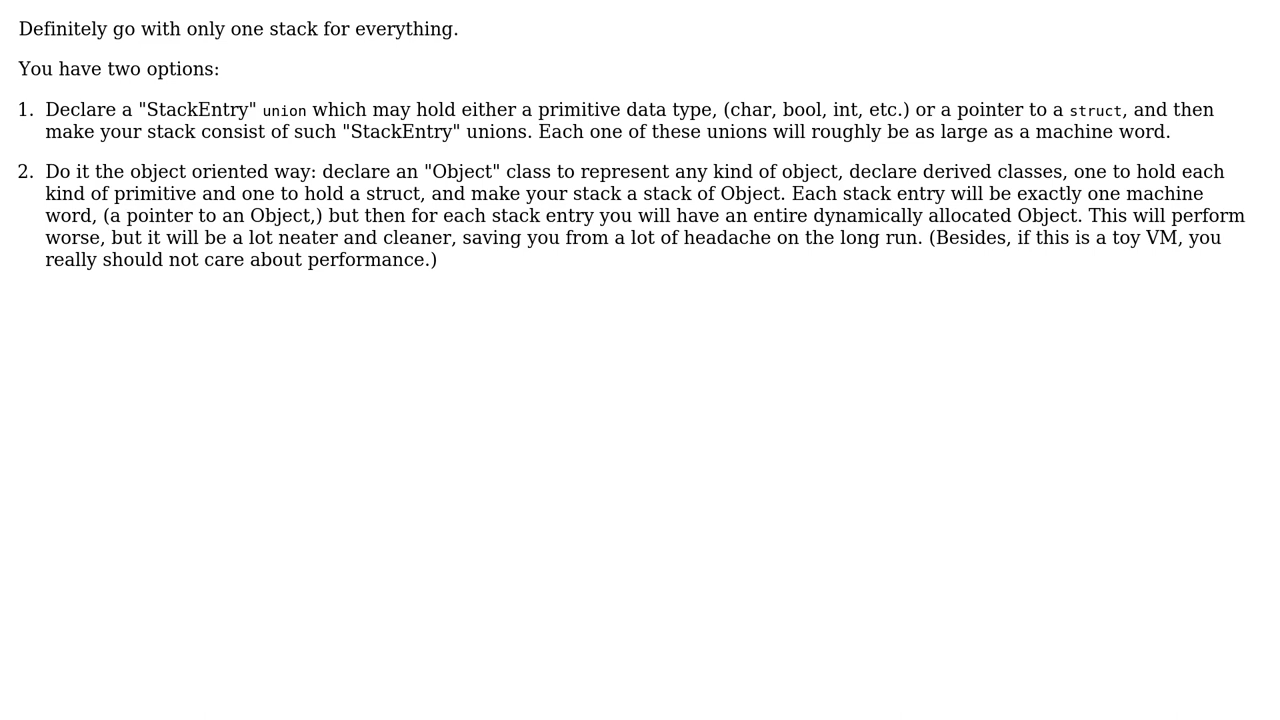 Definitely go with only one stack for everything.
You have two options:
1. Declare a "StackEntry" union which may hold either a primitive data type, (char, bool, int, etc.) or a pointer to a struct, and then
make your stack consist of such "StackEntry" unions. Each one of these unions will roughly be as large as a machine word.
2. Do it the object oriented way: declare an "Object" class to represent any kind of object, declare derived classes, one to hold each
kind of primitive and one to hold a struct, and make your stack a stack of Object. Each stack entry will be exactly one machine
word, (a pointer to an Object,) but then for each stack entry you will have an entire dynamically allocated Object. This will perform
worse, but it will be a lot neater and cleaner, saving you from a lot of headache on the long run. (Besides, if this is a toy VM, you
really should not care about performance.)